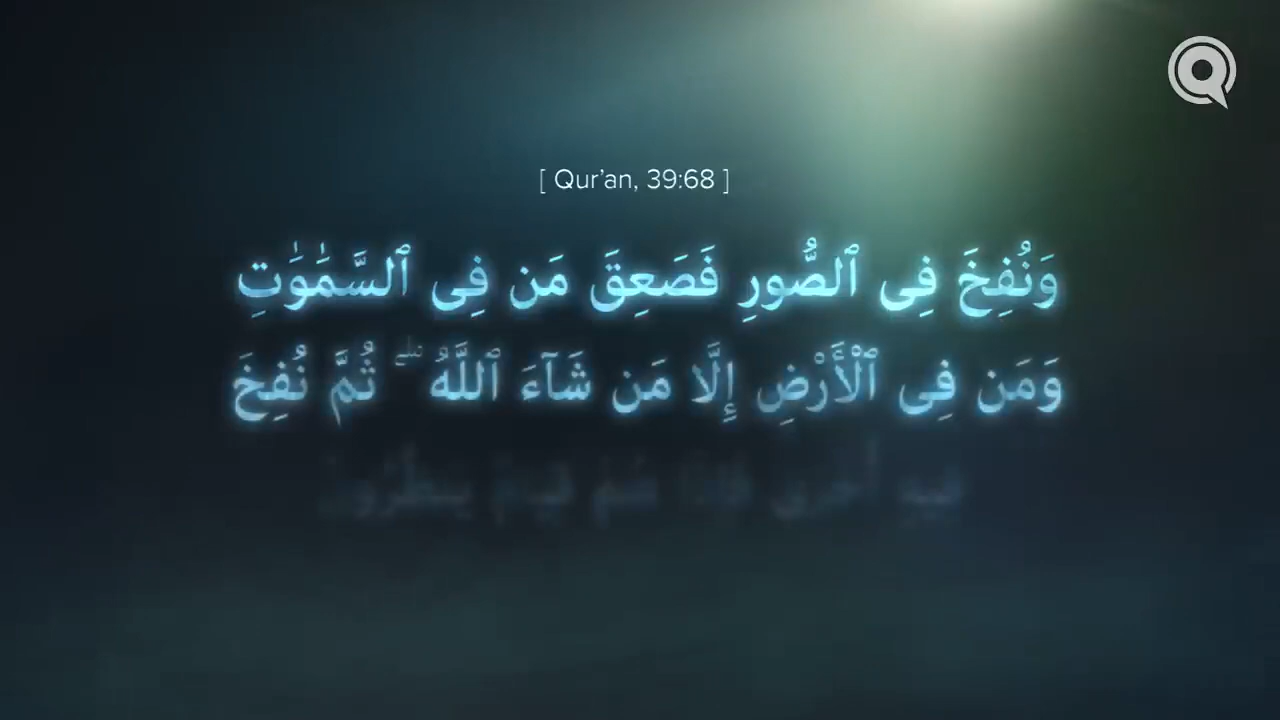 [ Qur’an, 39:68 ]
وَنُفِخَ فِى ٱلصُّورِ فَصَعِقَ مَن فِى ٱلسَّمَٰوَٰتِ
وَمَن فِى ٱلْأَرْضِ إِلَّا مَن شَآءَ ٱللَّهُ ۖ ثُمَّ نُفِخَ